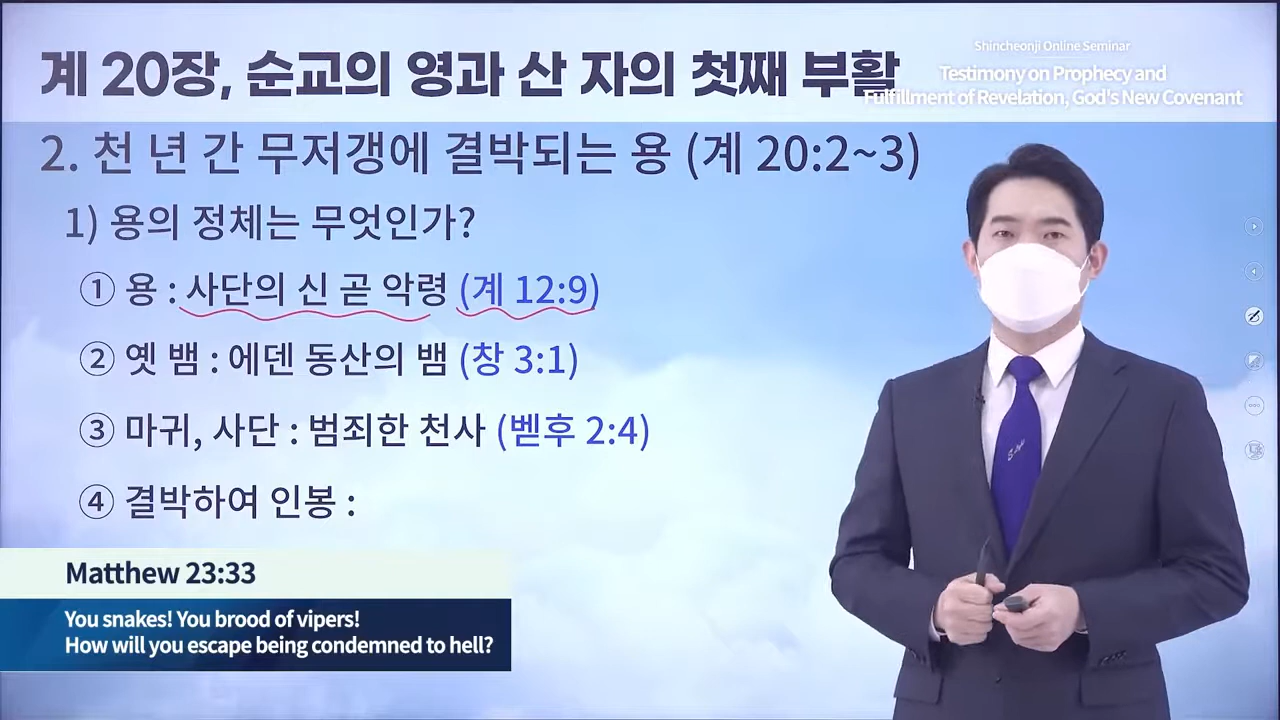 계 20장, 순교의 영과 산 자의 첫째 부활
Shincheonji Online Seminar
Testimony on Prophecy and
Fulfillment of Revelation, God's New Covenant
2. 천 년 간 무저갱에 결박되는 용 (계 20:2~3)
1) 용의 정체는 무엇인가?
① 용 : 사단의 신 곧 악령 (계 12:9)
② 옛 뱀 : 에덴 동산의 뱀 (창 3:1)
③ 마귀, 사단 : 범죄한 천사 (벧후 2:4)
④ 결박하여 인봉 :
Matthew 23:33
You snakes! You brood of vipers!
How will you escape being condemned to hell?